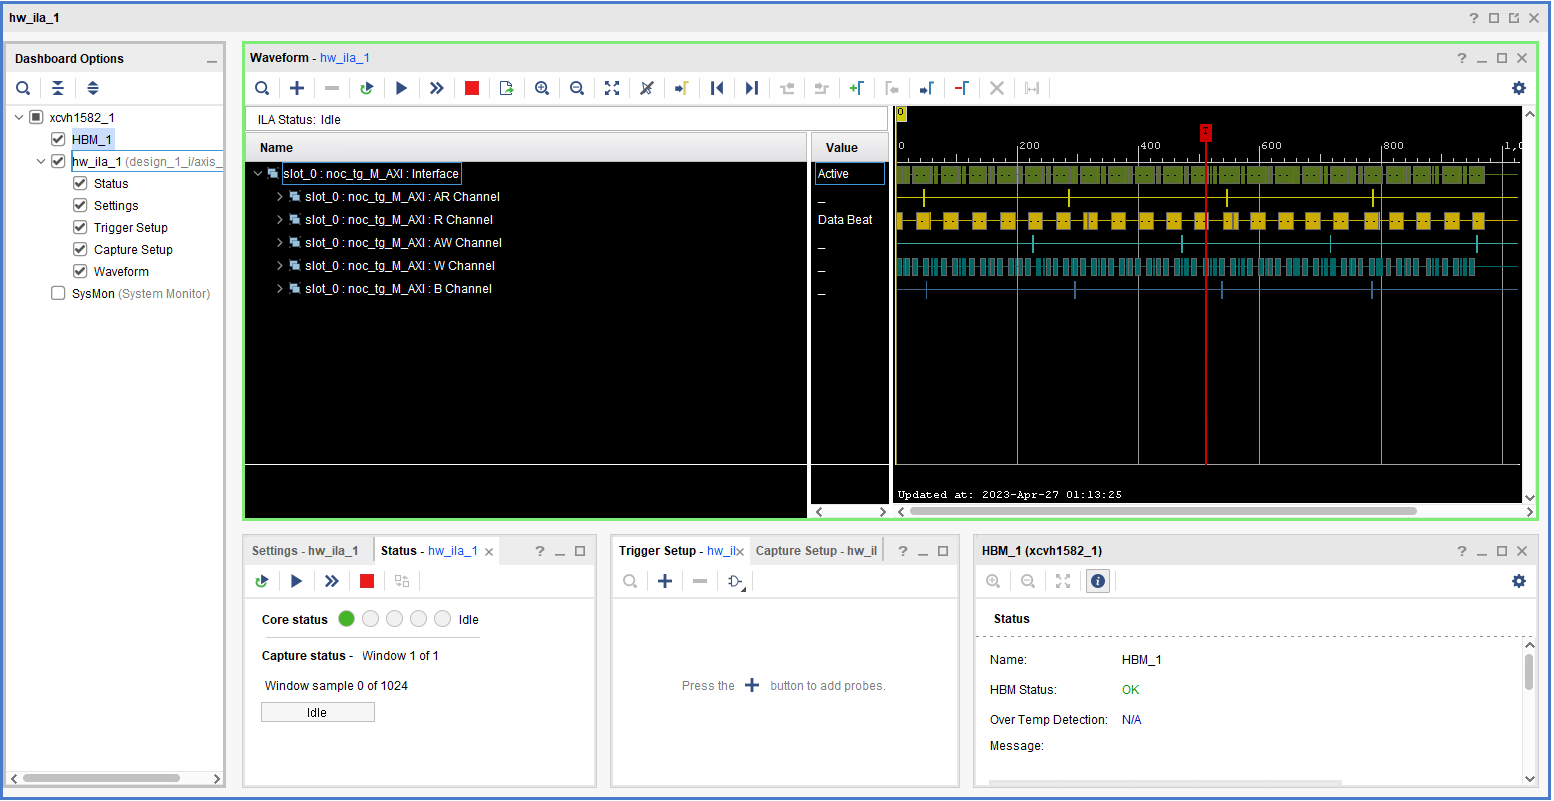 hw_ila_1
Dashboard Options
xcvh1582_1
HBM_1
hw_ila_1 (design_1_i/axis_
Status
Settings
Trigger Setup
Capture Setup
Waveform
SysMon (System Monitor)
Waveform - hw_ila_1
ILA Status: Idle
Name Value
slot_0 : noc_tg_M_AXI : Interface Active
slot_0 : noc_tg_M_AXI : AR Channel _
slot_0 : noc_tg_M_AXI : R Channel Data Beat
slot_0 : noc_tg_M_AXI : AW Channel _
slot_0 : noc_tg_M_AXI : W Channel _
slot_0 : noc_tg_M_AXI : B Channel _
0
T
0 200 400 600 800 1,0
Updated at: 2023-Apr-27 01:13:25
Settings - hw_ila_1 Status - hw_ila_1
Core status Idle
Capture status - Window 1 of 1
Window sample 0 of 1024
Idle
Trigger Setup - hw_il Capture Setup - hw_il
Press the + button to add probes.
HBM_1 (xcvh1582_1)
Status
Name: HBM_1
HBM Status: OK
Over Temp Detection: N/A
Message: